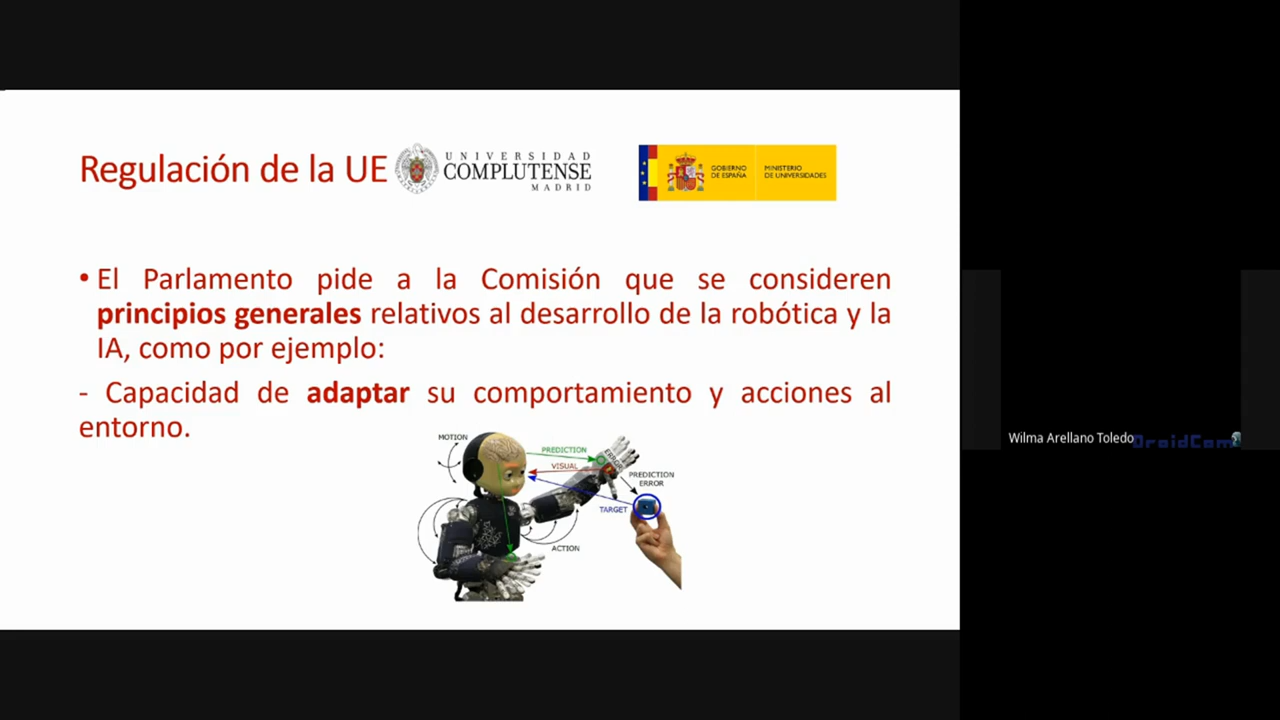 Regulación de la UE
UNIVERSIDAD
COMPLUTENSE
MADRID
GOBIERNO
DE ESPAÑA
MINISTERIO
DE UNIVERSIDADES
• El Parlamento pide a la Comisión que se consideren
principios generales relativos al desarrollo de la robótica y la
IA, como por ejemplo:
- Capacidad de adaptar su comportamiento y acciones al
entorno.
MOTION
PREDICTION
ERROR
VISUAL
PREDICTION
ERROR
TARGET
ACTION
Wilma Arellano Toledo
DroidCam